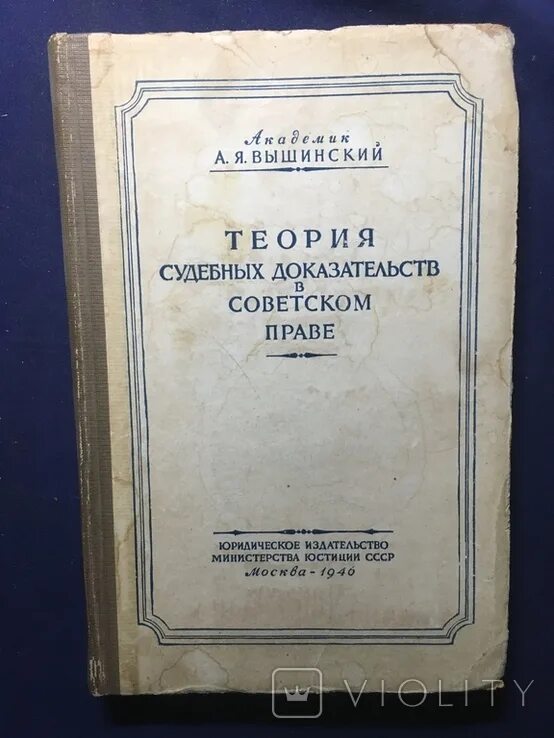 Академик
А. Я. ВЫШИНСКИЙ
ТЕОРИЯ
СУДЕБНЫХ ДОКАЗАТЕЛЬСТВ
В
СОВЕТСКОМ
ПРАВЕ
ЮРИДИЧЕСКОЕ ИЗДАТЕЛЬСТВО
МИНИСТЕРСТВА ЮСТИЦИИ СССР
Москва - 1946
VIOLITY